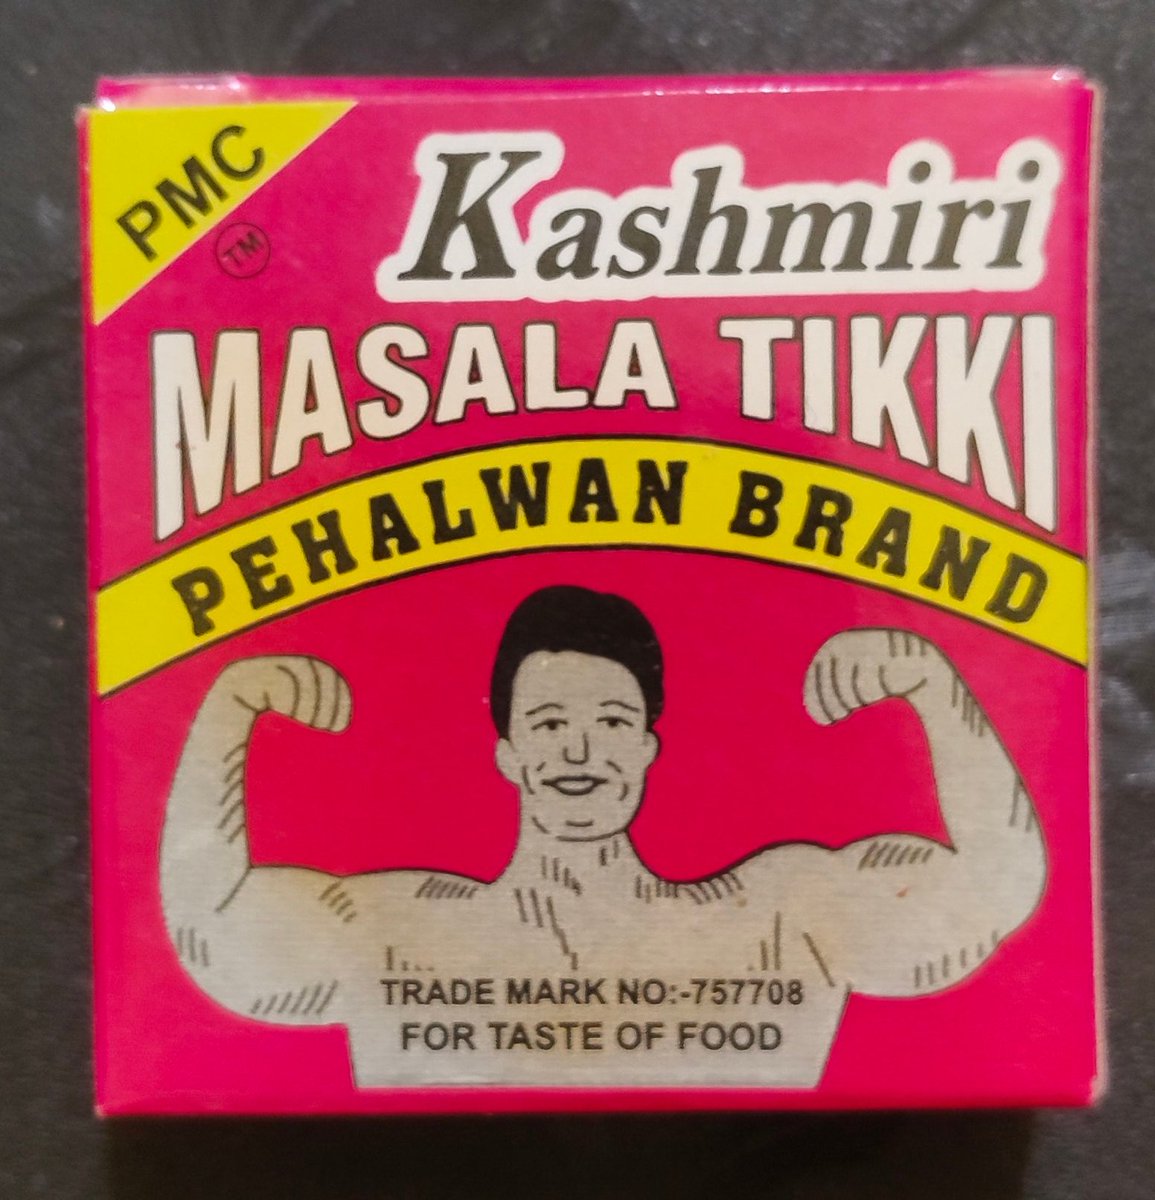 PMC
TM
Kashmiri
MASALA TIKKI
PEHALWAN BRAND
TRADE MARK NO:-757708
FOR TASTE OF FOOD